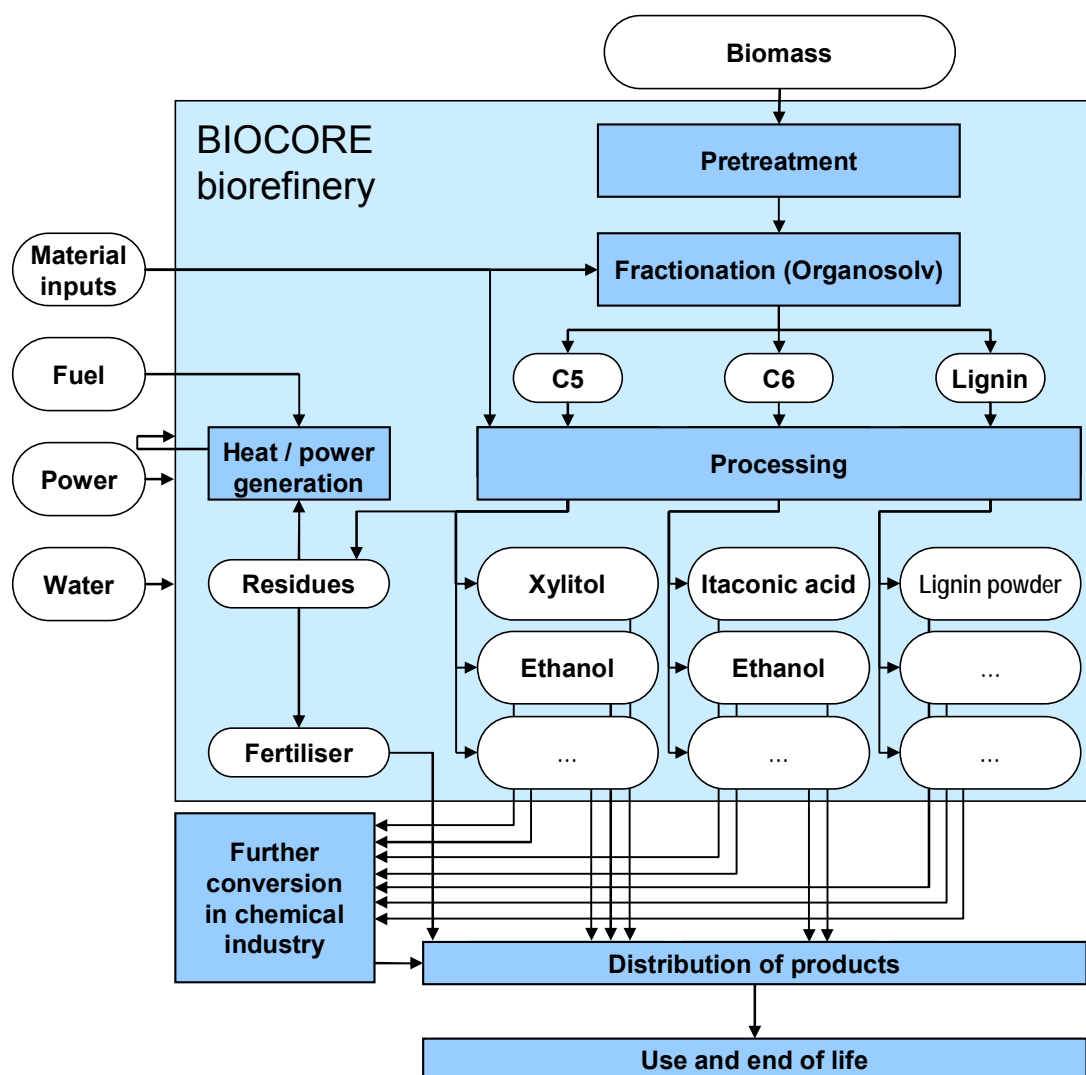 Biomass
BIOCORE
biorefinery
Pretreatment
Material
inputs
Fractionation (Organosolv)
Fuel
C5
C6
Lignin
Power
Heat / power
generation
Processing
Water
Residues
Xylitol
Itaconic acid
Lignin powder
Ethanol
Ethanol
...
Fertiliser
...
...
...
Further
conversion
in chemical
industry
Distribution of products
Use and end of life